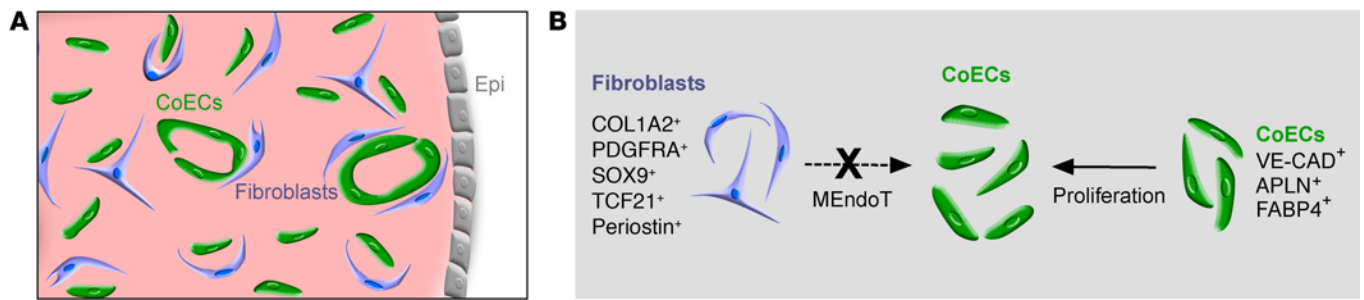 A
CoECs
Fibroblasts
Epi
B
Fibroblasts
COL1A2⁺
PDGFRA⁺
SOX9⁺
TCF21⁺
Periostin⁺
X
MEndoT
CoECs
Proliferation
CoECs
VE-CAD⁺
APLN⁺
FABP4⁺